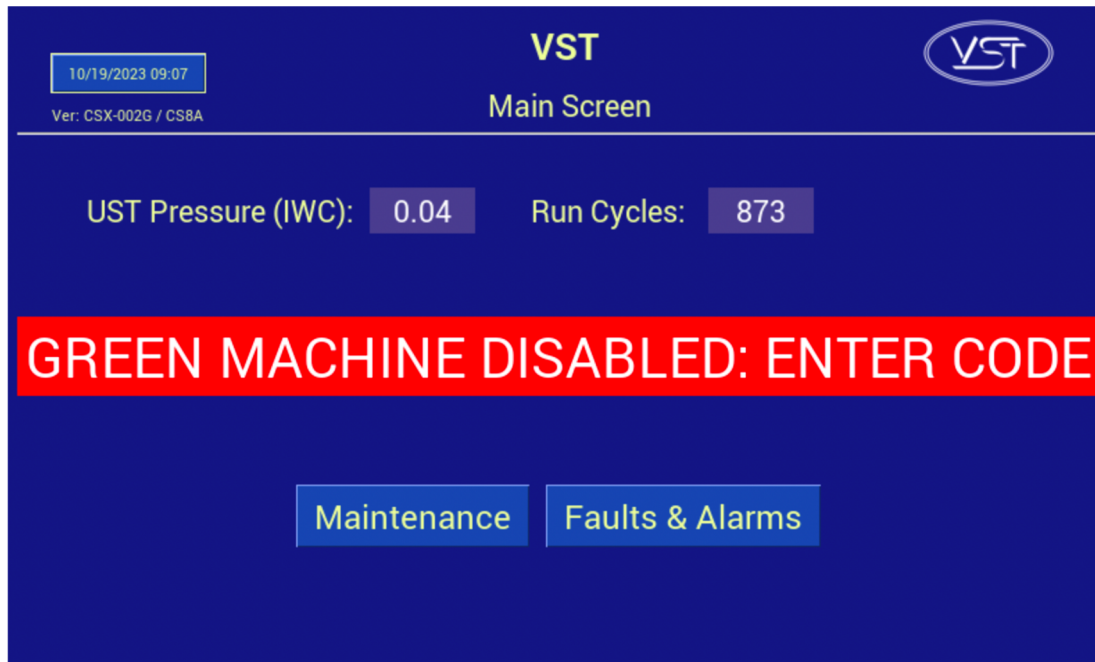 VST
VST
10/19/2023 09:07
Main Screen
Ver: CSX-002G / CS8A
UST Pressure (IWC): 0.04 Run Cycles: 873
GREEN MACHINE DISABLED: ENTER CODE
Maintenance Faults & Alarms